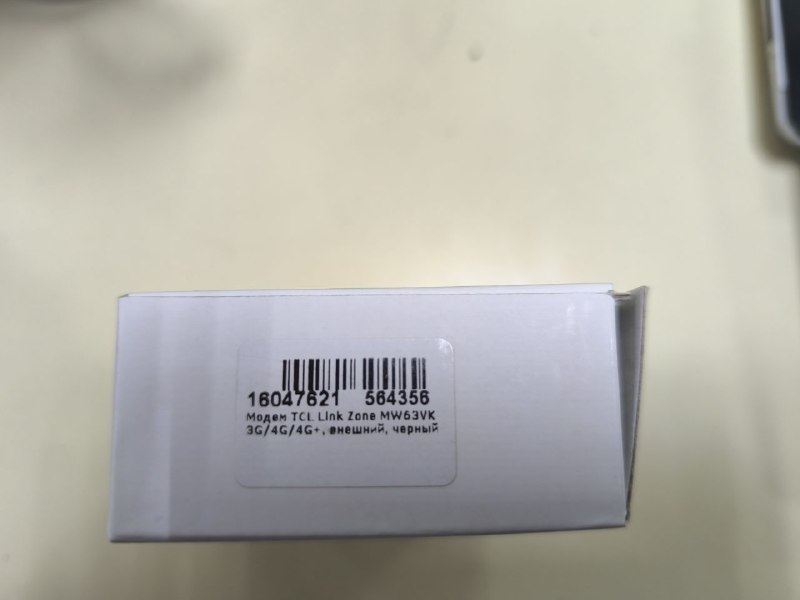 16047621 564356
Модем TCL Link Zone MW63VK
3G/4G/4G+, внешний, черный